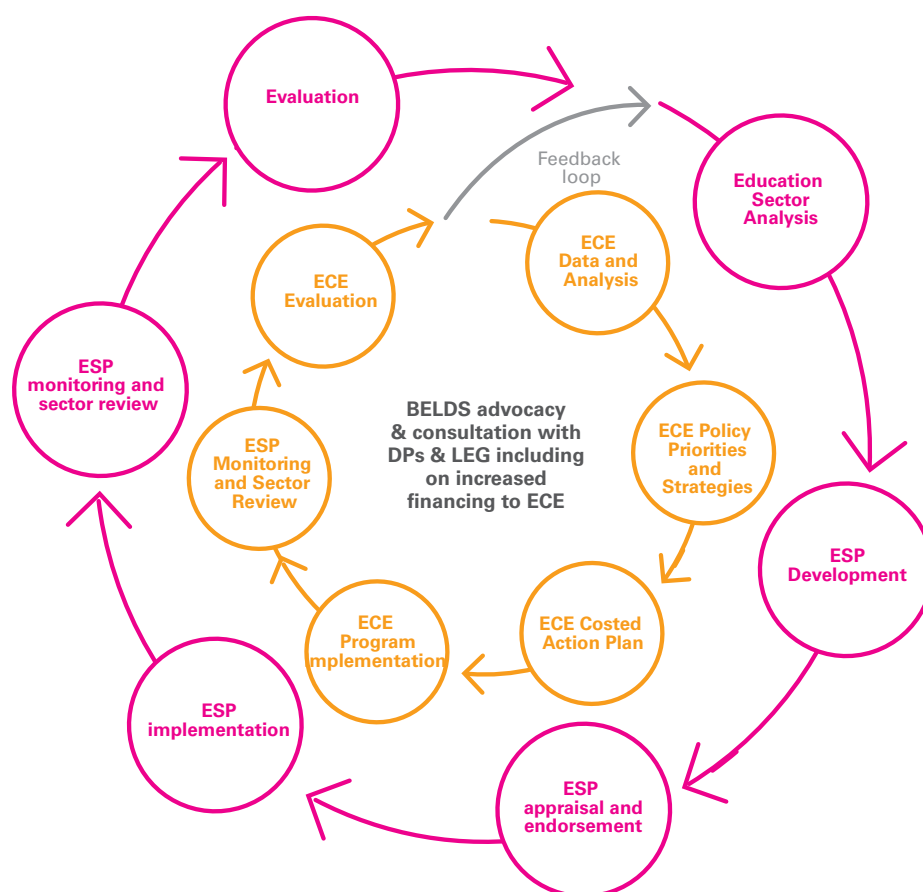 Evaluation
Feedback
loop
Education
Sector
Analysis
ECE
Data and
Analysis
ECE
Evaluation
ESP
monitoring and
sector review
BELDS advocacy
& consultation with
DPs & LEG including
on increased
financing to ECE
ECE Policy
Priorities
and
Strategies
ESP
Monitoring
and Sector
Review
ESP
Development
ECE Costed
Action Plan
ECE
Program
implementation
ESP
implementation
ESP
appraisal and
endorsement